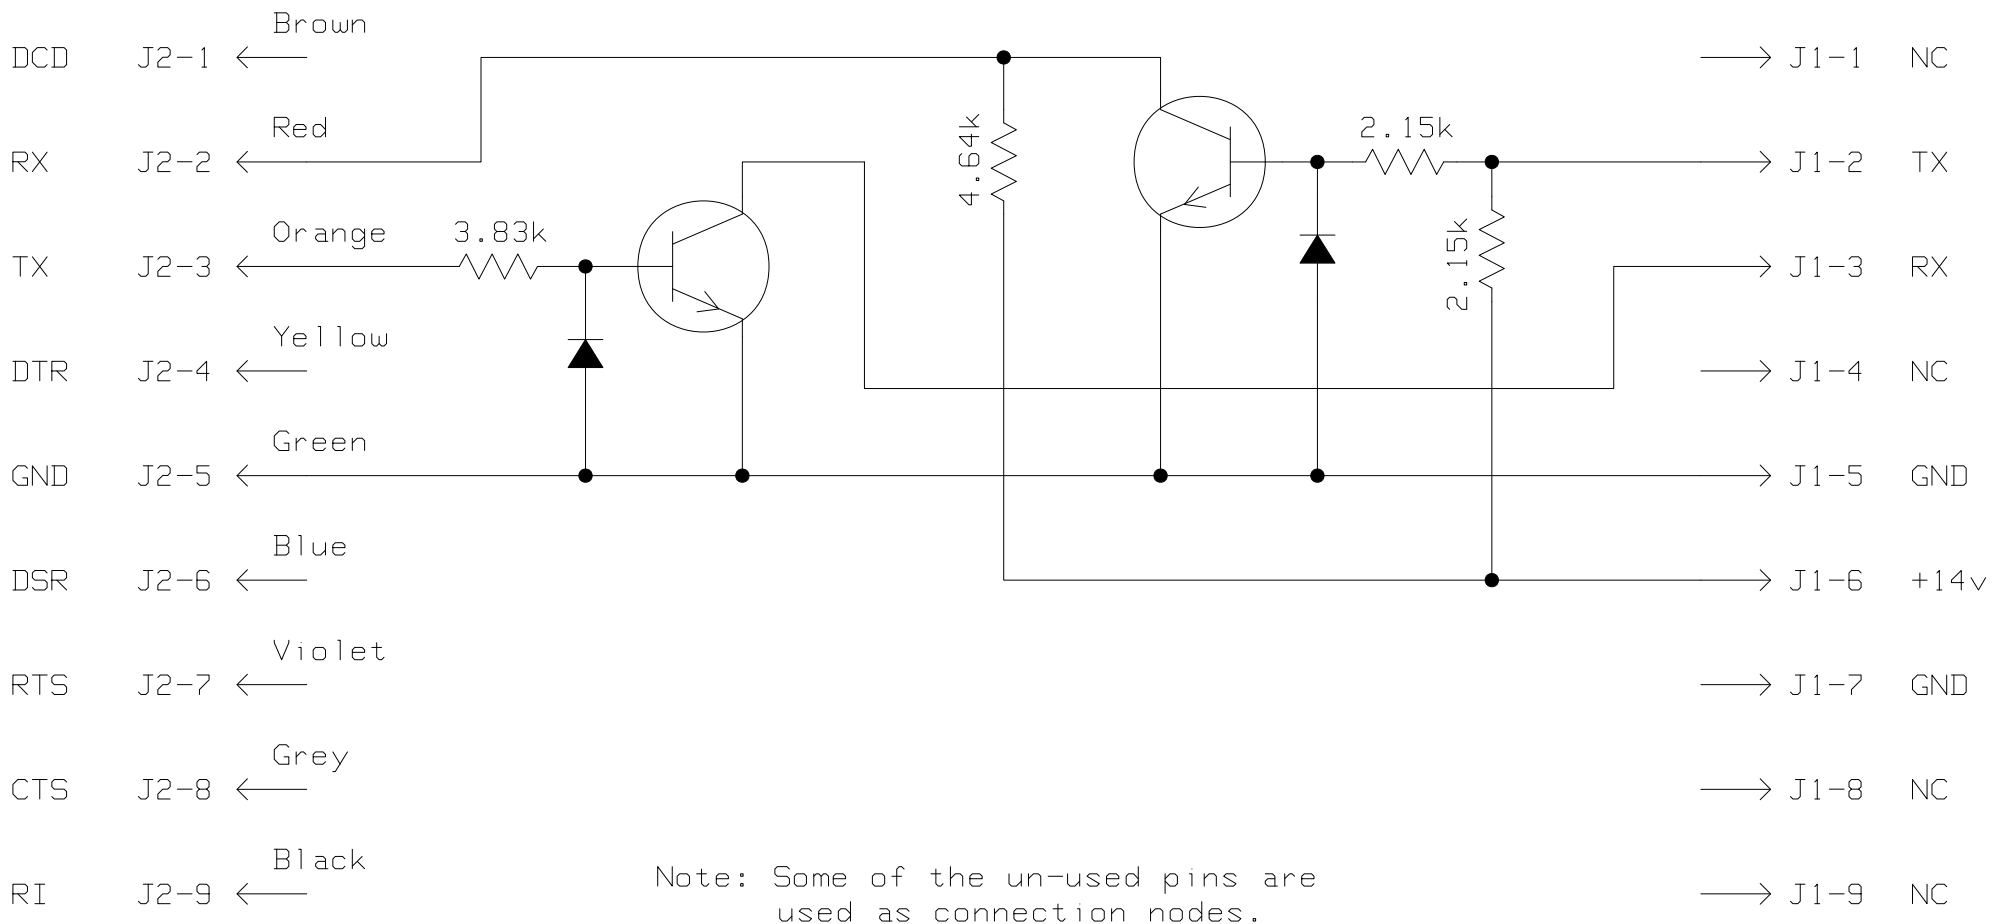 Brown
DCD J2-1 J1-1 NC
Red 2.15k
RX J2-2 4.64k J1-2 TX
Orange 3.83k
TX J2-3 2.15k J1-3 RX
Yellow
DTR J2-4 J1-4 NC
Green
GND J2-5 J1-5 GND
Blue
DSR J2-6 J1-6 +14v
Violet
RTS J2-7 J1-7 GND
Grey
CTS J2-8 J1-8 NC
Black
RI J2-9 J1-9 NC
Note: Some of the un-used pins are
used as connection nodes.